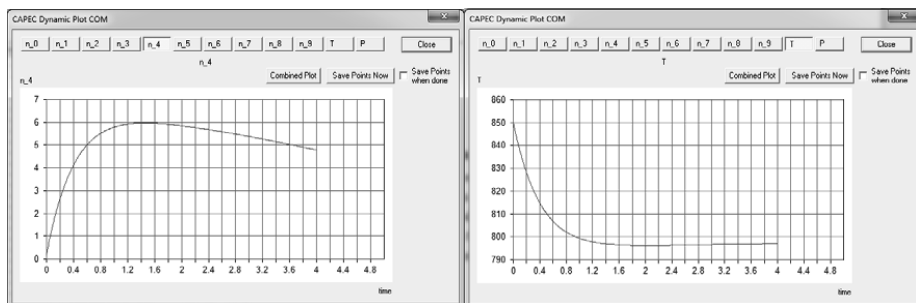 CAPEC Dynamic Plot COM
n_0 n_1 n_2 n_3 n_4 n_5 n_6 n_7 n_8 n_9 T P Close
n_4
Combined Plot Save Points Now Save Points when done
n_4
7
6
5
4
3
2
1
0
0 0.4 0.8 1.2 1.6 2 2.4 2.8 3.2 3.6 4 4.4 4.8
time
CAPEC Dynamic Plot COM
n_0 n_1 n_2 n_3 n_4 n_5 n_6 n_7 n_8 n_9 T P Close
T
Combined Plot Save Points Now Save Points when done
T
860
850
840
830
820
810
800
790
0 0.4 0.8 1.2 1.6 2 2.4 2.8 3.2 3.6 4 4.4 4.8
time